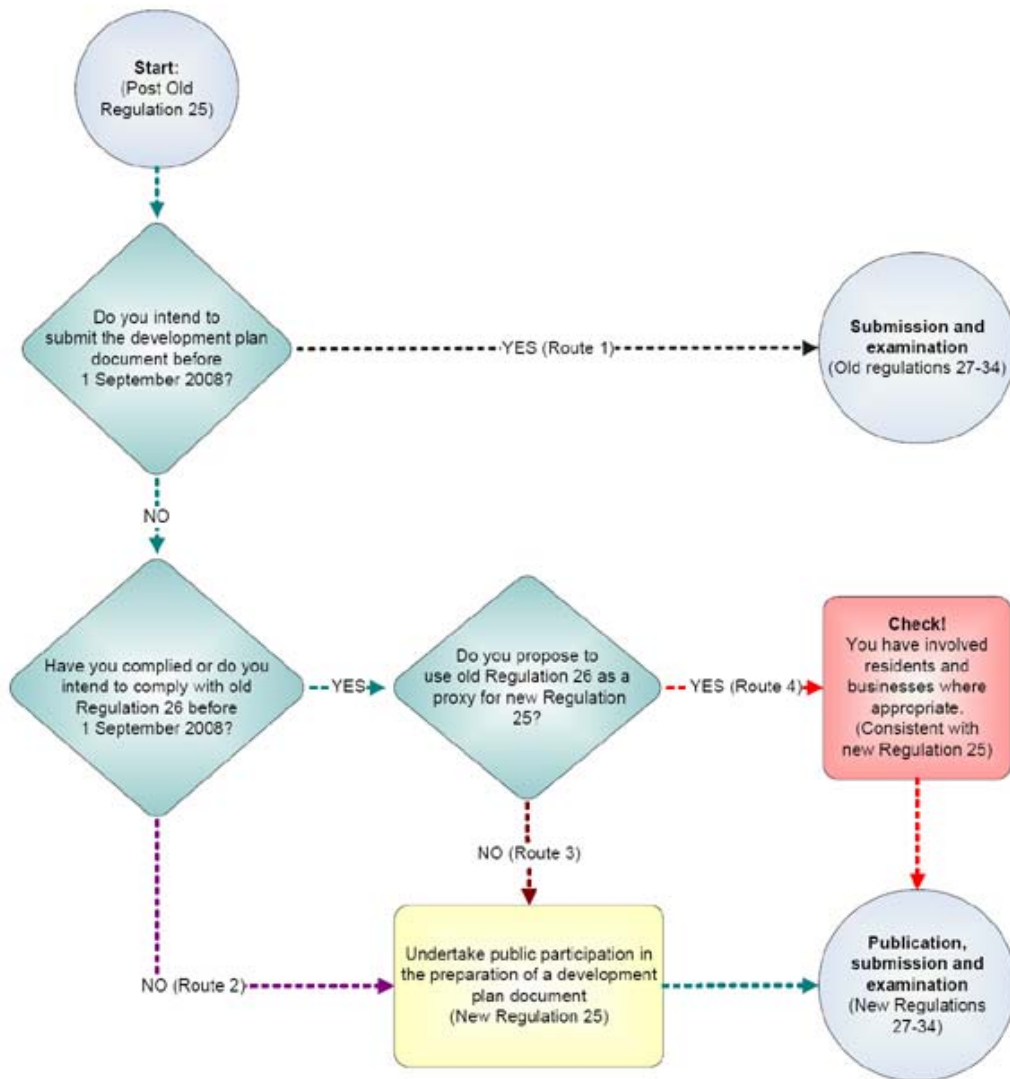 Start:
(Post Old
Regulation 25)
Do you intend to
submit the development plan
document before
1 September 2008?
YES (Route 1)
Submission and
examination
(Old regulations 27-34)
NO
Have you complied or do you
intend to comply with old
Regulation 26 before
1 September 2008?
YES
Do you propose to
use old Regulation 26 as a
proxy for new Regulation
25?
YES (Route 4)
Check!
You have involved
residents and
businesses where
appropriate.
(Consistent with
new Regulation 25)
NO (Route 3)
NO (Route 2)
Undertake public participation in
the preparation of a development
plan document
(New Regulation 25)
Publication,
submission and
examination
(New Regulations
27-34)